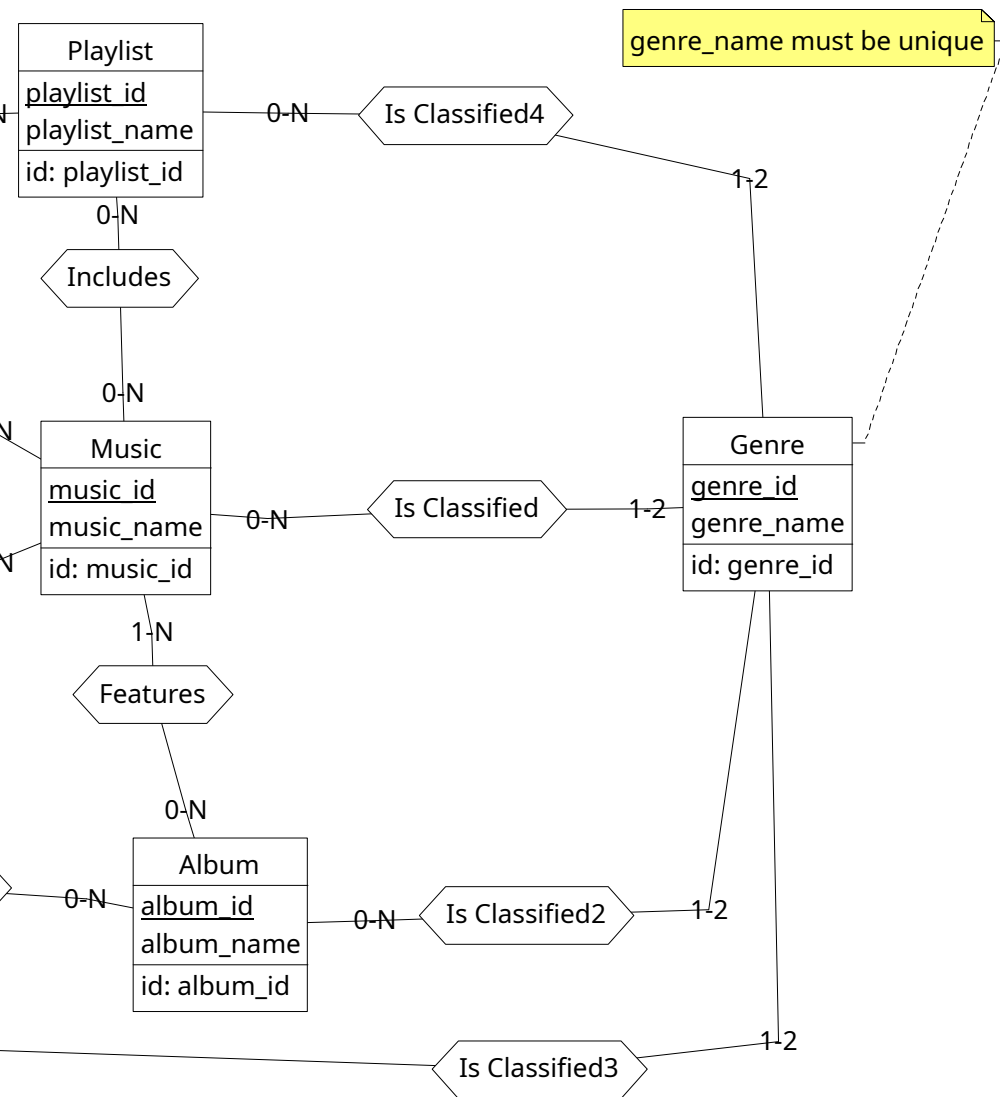 genre_name must be unique
Playlist
playlist_id
playlist_name
id: playlist_id
N
0-N
Is Classified4
1-2
0-N
Includes
0-N
N
Music
music_id
music_name
id: music_id
N
0-N
Is Classified
1-2
Genre
genre_id
genre_name
id: genre_id
1-N
Features
0-N
Album
album_id
album_name
id: album_id
0-N
0-N
Is Classified2
1-2
Is Classified3
1-2